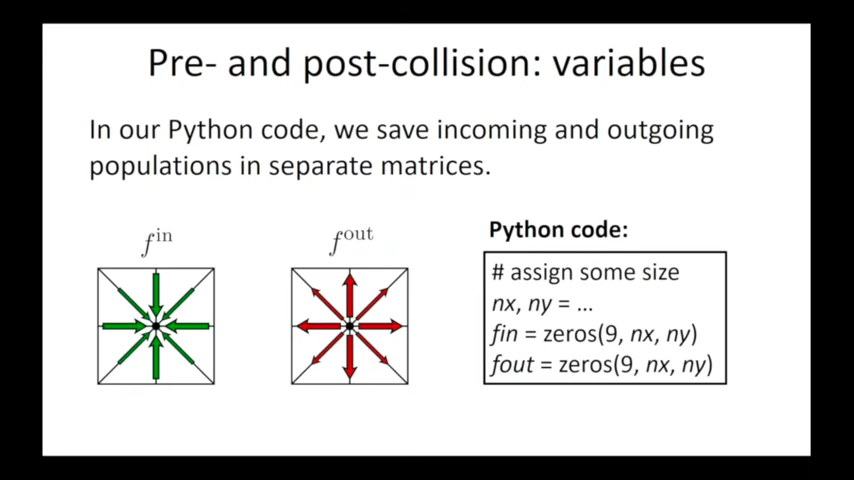 Pre- and post-collision: variables
In our Python code, we save incoming and outgoing
populations in separate matrices.
f^in
f^out
Python code:
# assign some size
nx, ny = ...
fin = zeros(9, nx, ny)
fout = zeros(9, nx, ny)